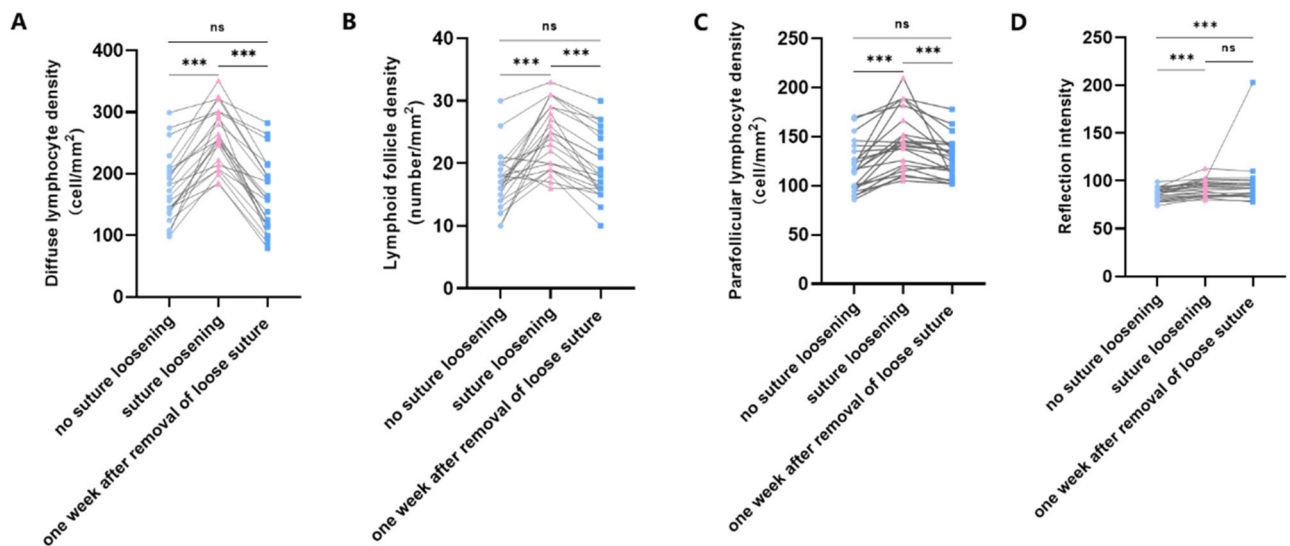 A
ns
***
***
Diffuse lymphocyte density
(cell/mm²)
400
300
200
100
0
no suture loosening
suture loosening
one week after removal of loose suture
B
ns
***
***
Lymphoid follicle density
(number/mm²)
40
30
20
10
0
no suture loosening
suture loosening
one week after removal of loose suture
C
ns
***
***
Parafollicular lymphocyte density
(cell/mm²)
250
200
150
100
50
0
no suture loosening
suture loosening
one week after removal of loose suture
D
***
***
ns
Reflection intensity
250
200
150
100
50
0
no suture loosening
suture loosening
one week after removal of loose suture